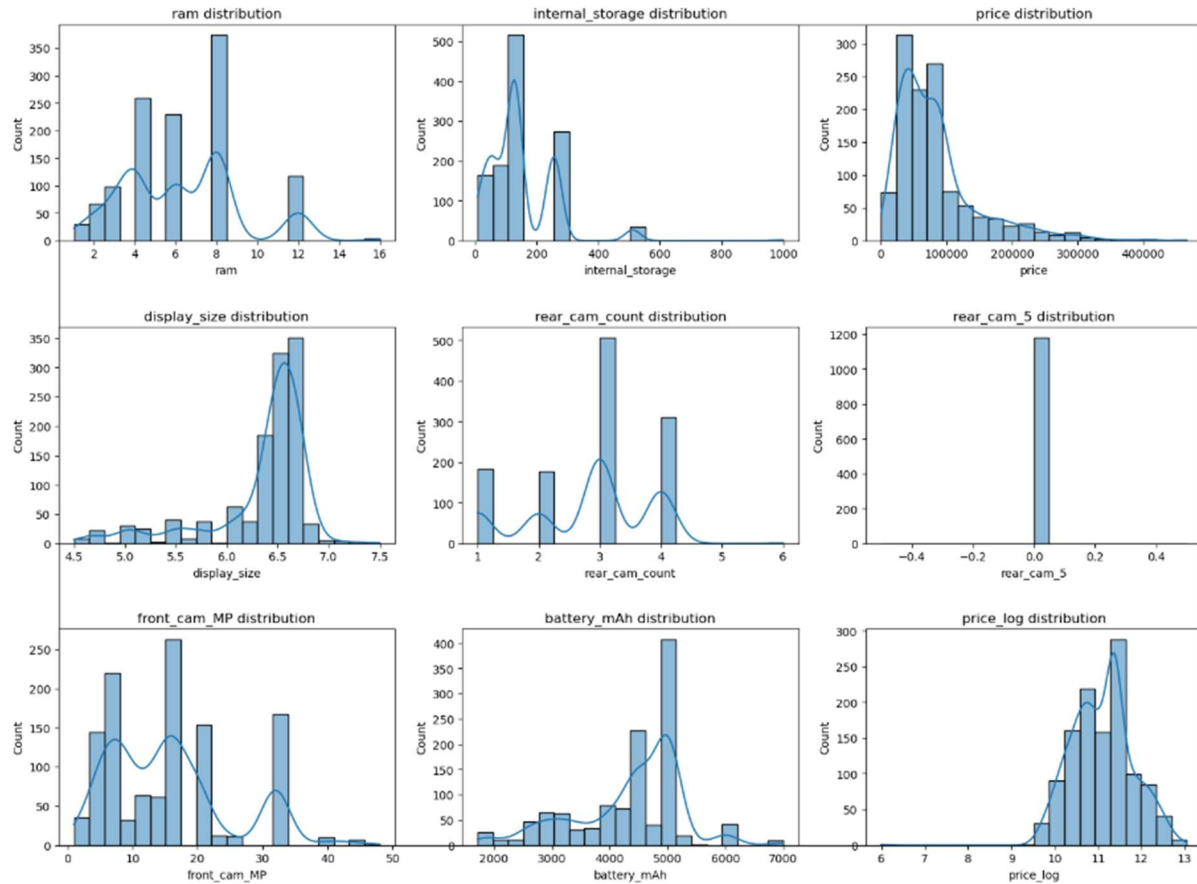 ram distribution
350
300
250
200
150
100
50
0
Count
2 4 6 8 10 12 14 16
ram
internal_storage distribution
500
400
300
200
100
0
Count
0 200 400 600 800 1000
internal_storage
price distribution
300
250
200
150
100
50
0
Count
0 100000 200000 300000 400000
price
display_size distribution
350
300
250
200
150
100
50
0
Count
4.5 5.0 5.5 6.0 6.5 7.0 7.5
display_size
rear_cam_count distribution
500
400
300
200
100
0
Count
1 2 3 4 5 6
rear_cam_count
rear_cam_5 distribution
1200
1000
800
600
400
200
0
Count
-0.4 -0.2 0.0 0.2 0.4
rear_cam_5
front_cam_MP distribution
250
200
150
100
50
0
Count
0 10 20 30 40 50
front_cam_MP
battery_mAh distribution
400
350
300
250
200
150
100
50
0
Count
2000 3000 4000 5000 6000 7000
battery_mAh
price_log distribution
300
250
200
150
100
50
0
Count
6 7 8 9 10 11 12 13
price_log